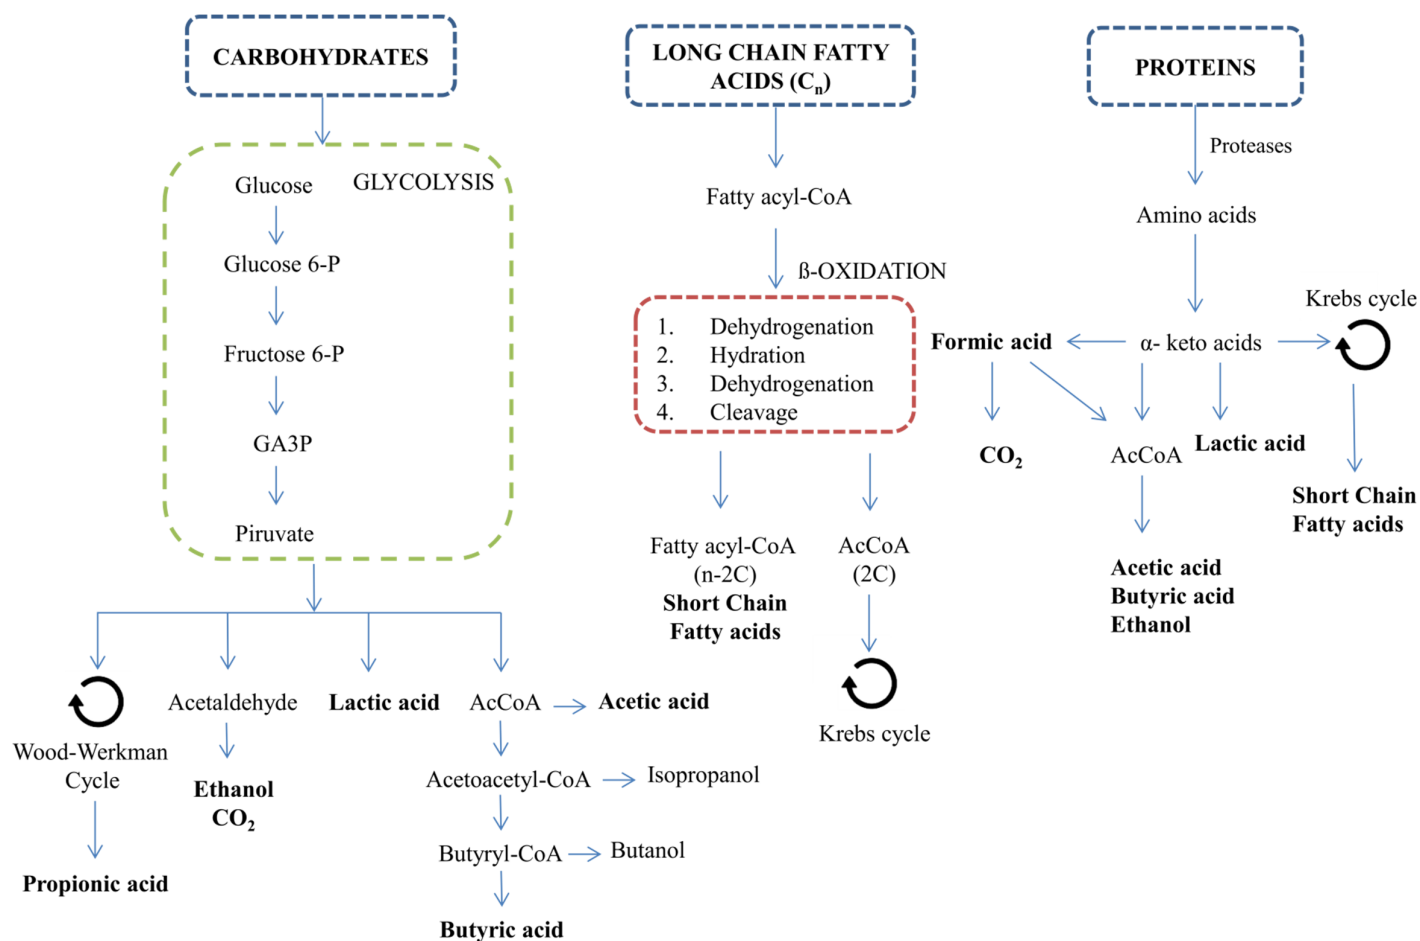 CARBOHYDRATES
GLYCOLYSIS
Glucose
Glucose 6-P
Fructose 6-P
GA3P
Piruvate
Wood-Werkman
Cycle
Propionic acid
Acetaldehyde
Ethanol
CO₂
Lactic acid
AcCoA
Acetic acid
Acetoacetyl-CoA
Isopropanol
Butyryl-CoA
Butanol
Butyric acid
LONG CHAIN FATTY
ACIDS (Cₙ)
Fatty acyl-CoA
ß-OXIDATION
1. Dehydrogenation
2. Hydration
3. Dehydrogenation
4. Cleavage
Fatty acyl-CoA
(n-2C)
Short Chain
Fatty acids
AcCoA
(2C)
Krebs cycle
PROTEINS
Proteases
Amino acids
α- keto acids
Formic acid
CO₂
AcCoA
Acetic acid
Butyric acid
Ethanol
Lactic acid
Krebs cycle
Short Chain
Fatty acids